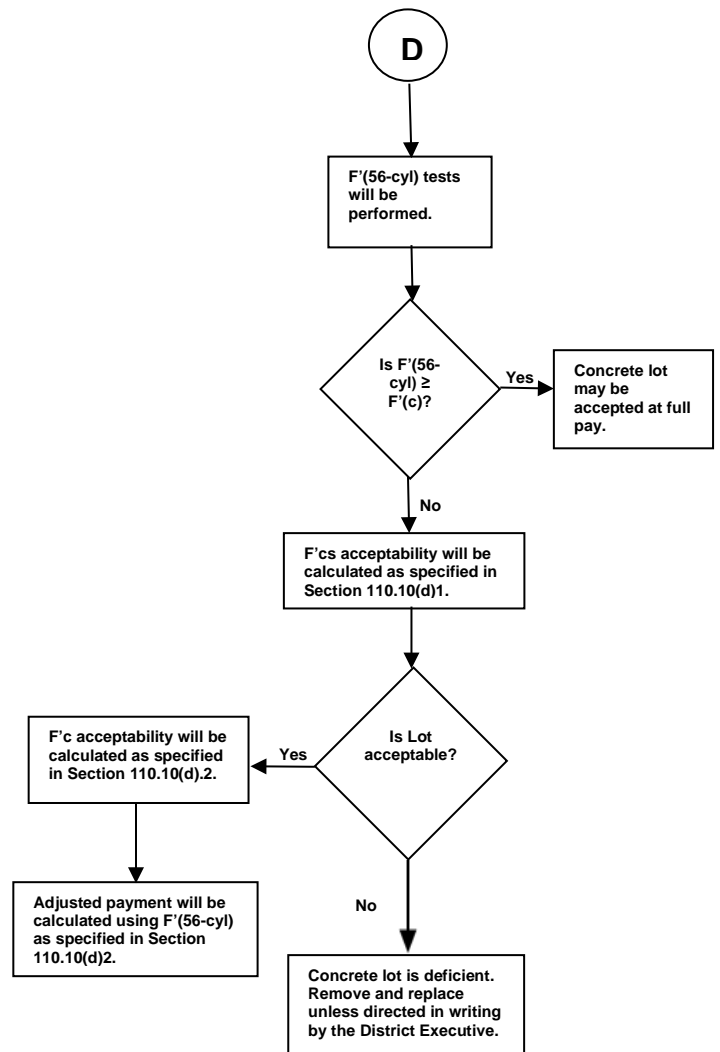 D
F’(56-cyl) tests
will be
performed.
Is F’(56-
cyl) ≥
F’(c)?
Yes
Concrete lot
may be
accepted at full
pay.
No
F’cs acceptability will be
calculated as specified in
Section 110.10(d)1.
Is Lot
acceptable?
Yes
F’c acceptability will be
calculated as specified
in Section 110.10(d).2.
Adjusted payment will be
calculated using F’(56-cyl)
as specified in Section
110.10(d)2.
No
Concrete lot is deficient.
Remove and replace
unless directed in writing
by the District Executive.